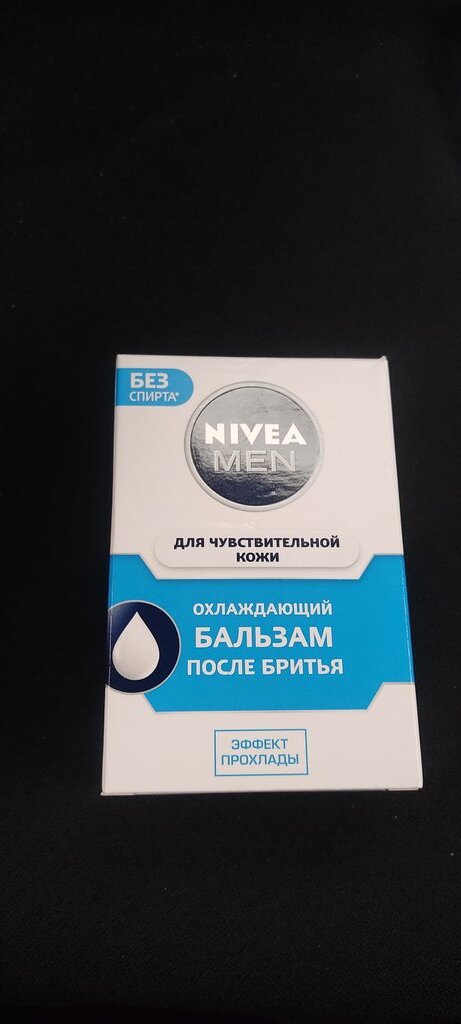 БЕЗ
СПИРТА*
NIVEA
MEN
ДЛЯ ЧУВСТВИТЕЛЬНОЙ
КОЖИ
ОХЛАЖДАЮЩИЙ
БАЛЬЗАМ
ПОСЛЕ БРИТЬЯ
ЭФФЕКТ
ПРОХЛАДЫ